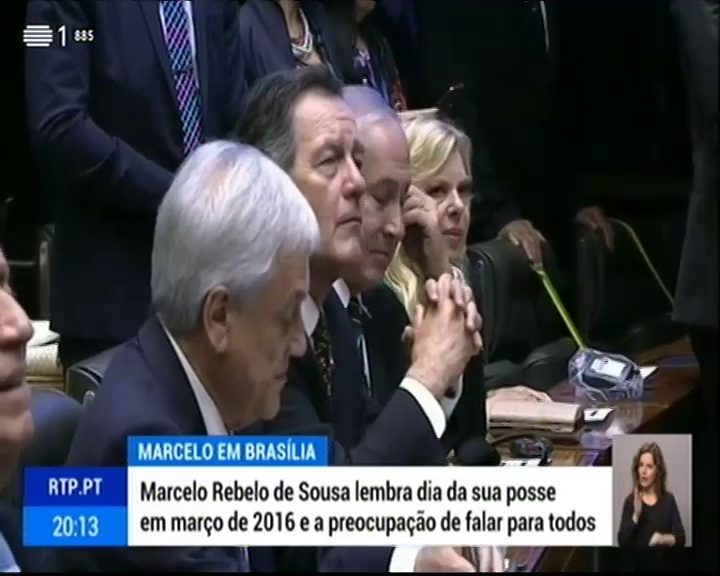 1 885
MARCELO EM BRASÍLIA
RTP.PT
Marcelo Rebelo de Sousa lembra dia da sua posse
20:13
em março de 2016 e a preocupação de falar para todos